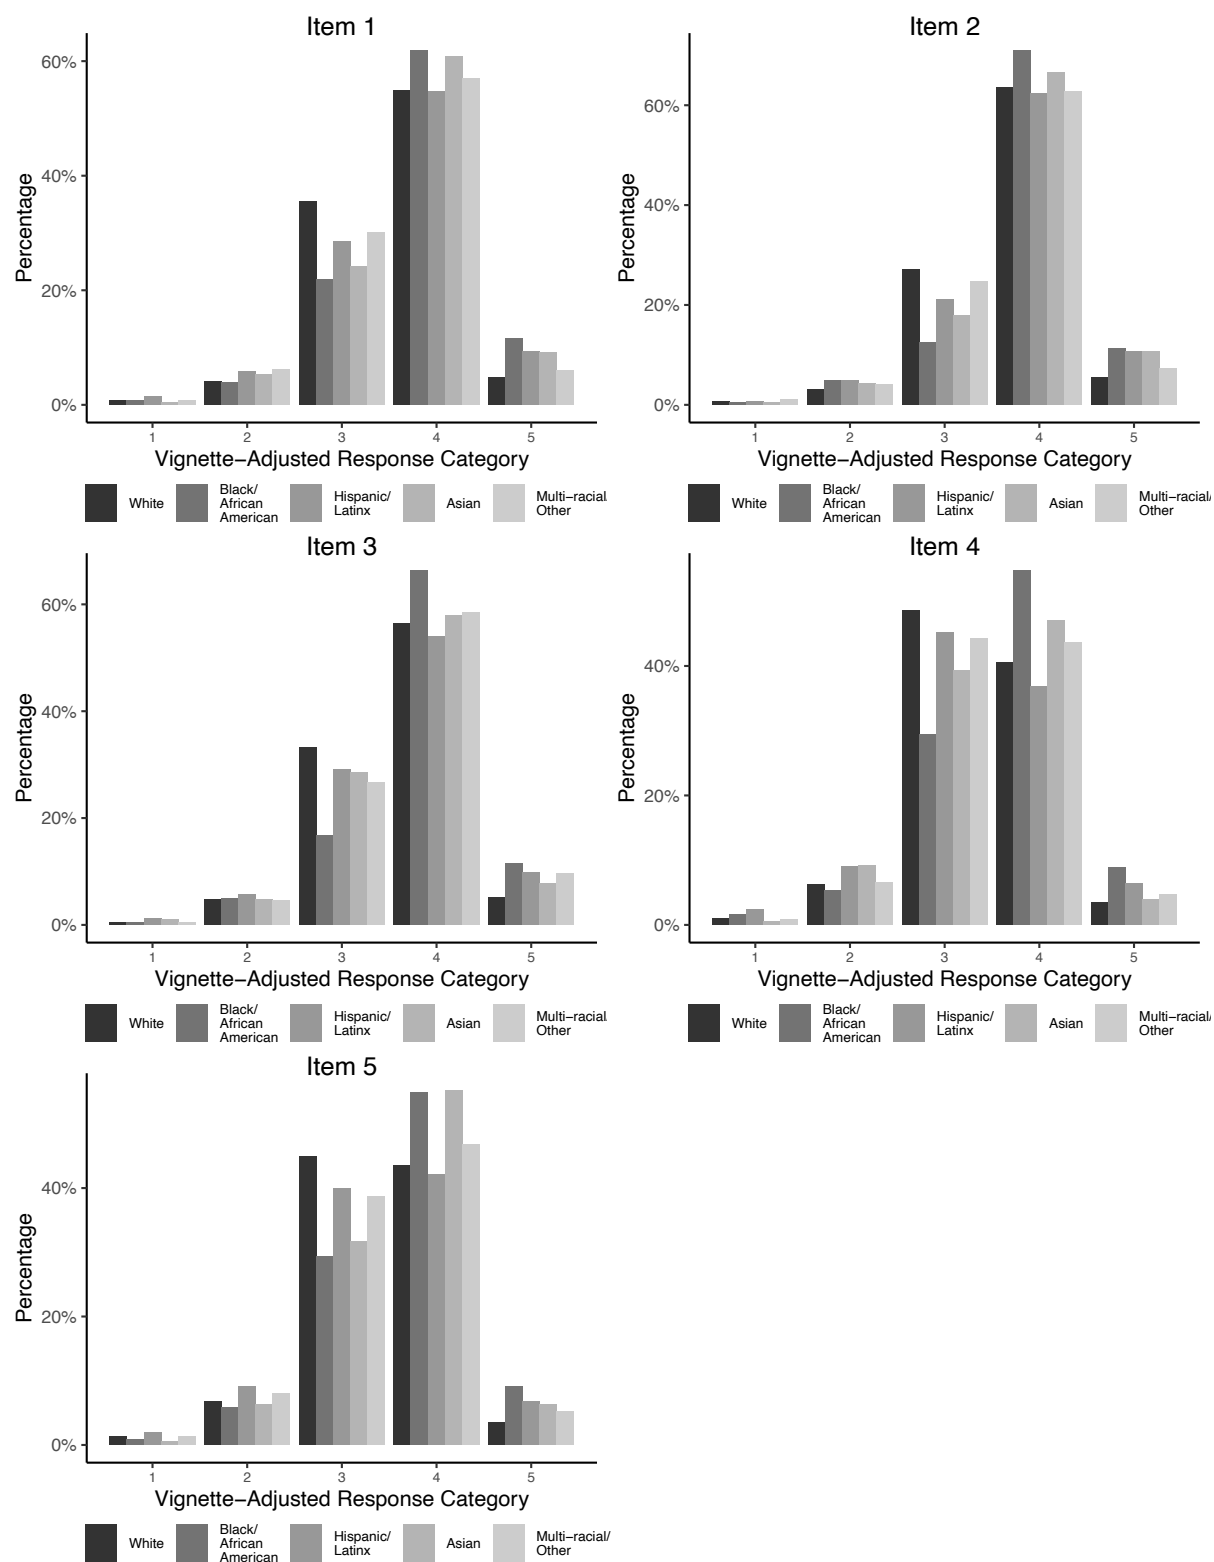 Item 1
60%
40%
20%
0%
Percentage
1 2 3 4 5
Vignette−Adjusted Response Category
White
Black/
African
American
Hispanic/
Latinx
Asian
Multi−racial/
Other
Item 2
60%
40%
20%
0%
Percentage
1 2 3 4 5
Vignette−Adjusted Response Category
White
Black/
African
American
Hispanic/
Latinx
Asian
Multi−racial/
Other
Item 3
60%
40%
20%
0%
Percentage
1 2 3 4 5
Vignette−Adjusted Response Category
White
Black/
African
American
Hispanic/
Latinx
Asian
Multi−racial/
Other
Item 4
40%
20%
0%
Percentage
1 2 3 4 5
Vignette−Adjusted Response Category
White
Black/
African
American
Hispanic/
Latinx
Asian
Multi−racial/
Other
Item 5
40%
20%
0%
Percentage
1 2 3 4 5
Vignette−Adjusted Response Category
White
Black/
African
American
Hispanic/
Latinx
Asian
Multi−racial/
Other